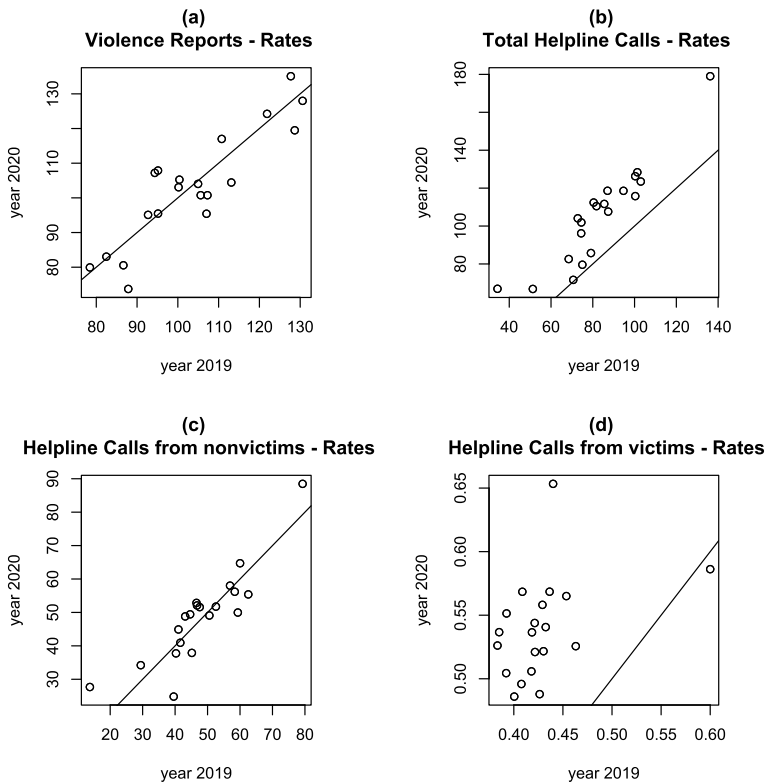 (a)
Violence Reports - Rates
130
110
90
80
year 2020
80 90 100 110 120 130
year 2019
(b)
Total Helpline Calls - Rates
180
140
100
80
year 2020
40 60 80 100 120 140
year 2019
(c)
Helpline Calls from nonvictims - Rates
90
80
70
60
50
40
30
year 2020
20 30 40 50 60 70 80
year 2019
(d)
Helpline Calls from victims - Rates
0.65
0.60
0.55
0.50
year 2020
0.40 0.45 0.50 0.55 0.60
year 2019